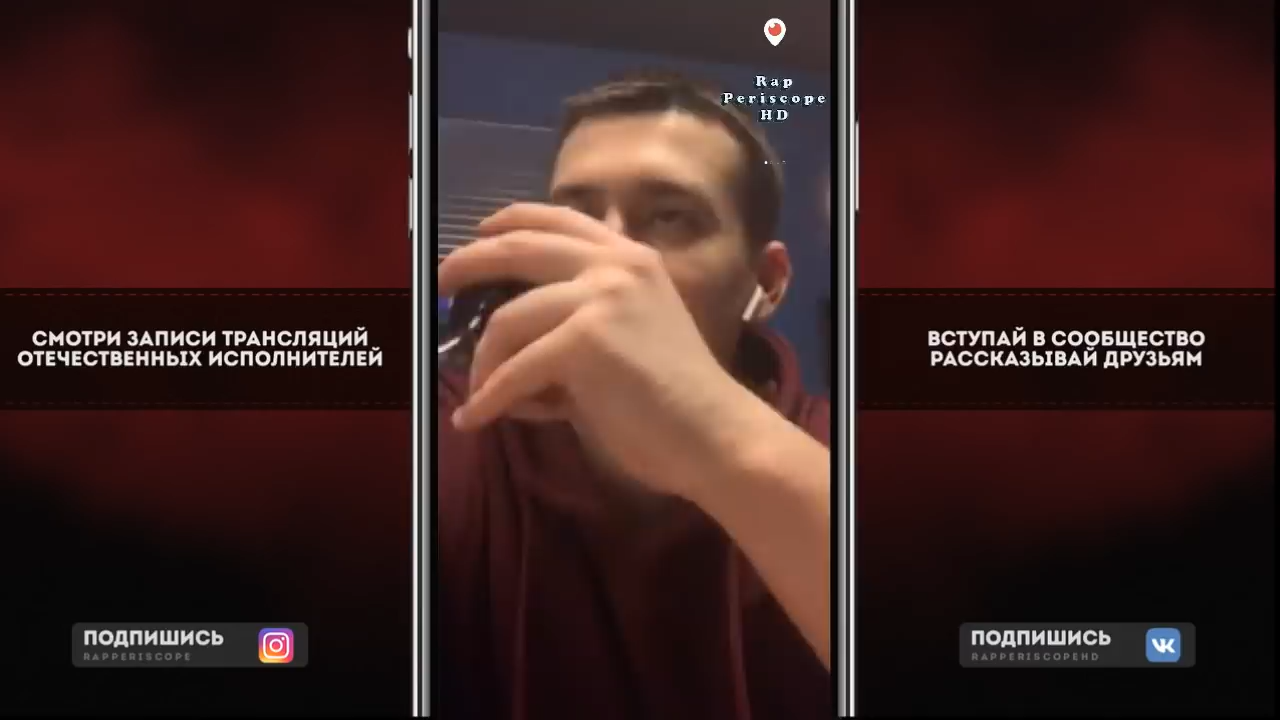 Rap
Periscope
HD
СМОТРИ ЗАПИСИ ТРАНСЛЯЦИЙ
ОТЕЧЕСТВЕННЫХ ИСПОЛНИТЕЛЕЙ
ВСТУПАЙ В СООБЩЕСТВО
РАССКАЗЫВАЙ ДРУЗЬЯМ
ПОДПИШИСЬ
RAPPERISCOPE
ПОДПИШИСЬ
RAPPERISCOPEHD